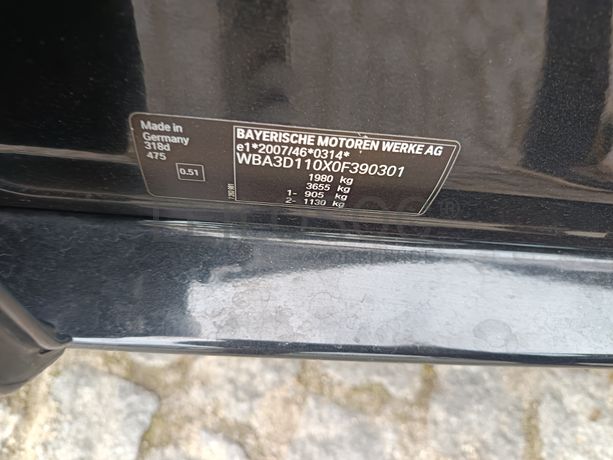 Made in
Germany
318d
475
0.51
BAYERISCHE MOTOREN WERKE AG
e1*2007/46*0314*
WBA3D110X0F390301
1980 kg
3655 kg
1- 905 kg
2- 1130 kg